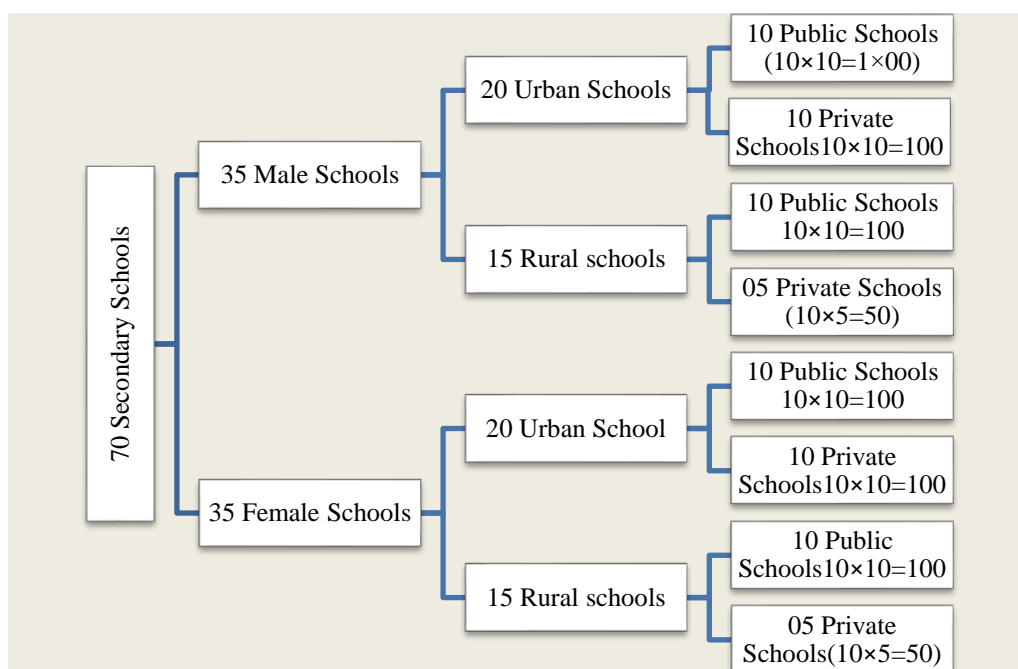 70 Secondary Schools
35 Male Schools
20 Urban Schools
10 Public Schools
(10×10=1×00)
10 Private
Schools10×10=100
15 Rural schools
10 Public Schools
10×10=100
05 Private Schools
(10×5=50)
35 Female Schools
20 Urban School
10 Public Schools
10×10=100
10 Private
Schools10×10=100
15 Rural schools
10 Public
Schools10×10=100
05 Private
Schools(10×5=50)